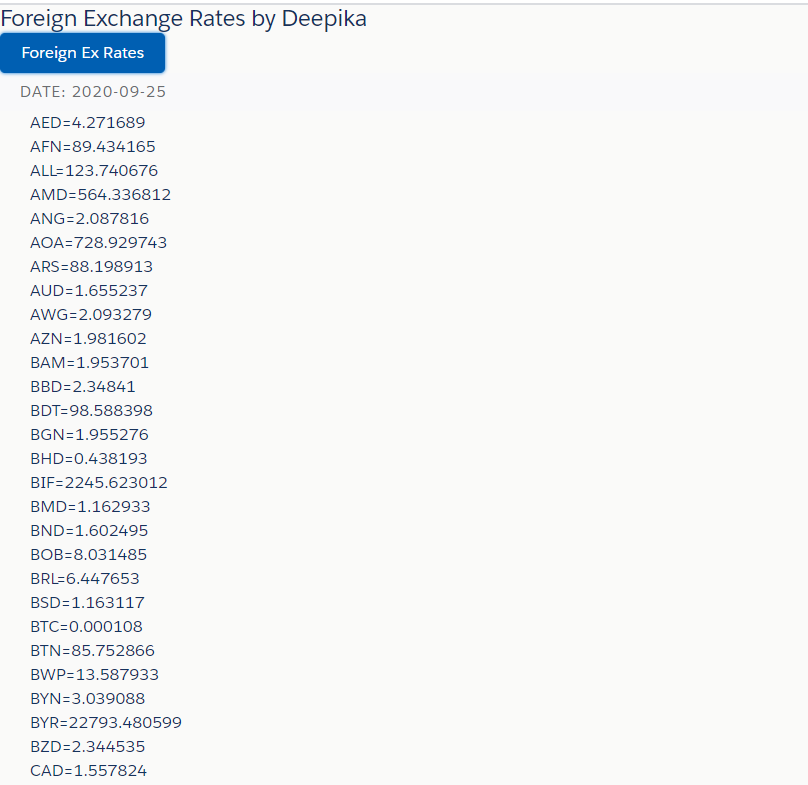 Foreign Exchange Rates by Deepika
Foreign Ex Rates
DATE: 2020-09-25
AED=4.271689
AFN=89.434165
ALL=123.740676
AMD=564.336812
ANG=2.087816
AOA=728.929743
ARS=88.198913
AUD=1.655237
AWG=2.093279
AZN=1.981602
BAM=1.953701
BBD=2.34841
BDT=98.588398
BGN=1.955276
BHD=0.438193
BIF=2245.623012
BMD=1.162933
BND=1.602495
BOB=8.031485
BRL=6.447653
BSD=1.163117
BTC=0.000108
BTN=85.752866
BWP=13.587933
BYN=3.039088
BYR=22793.480599
BZD=2.344535
CAD=1.557824